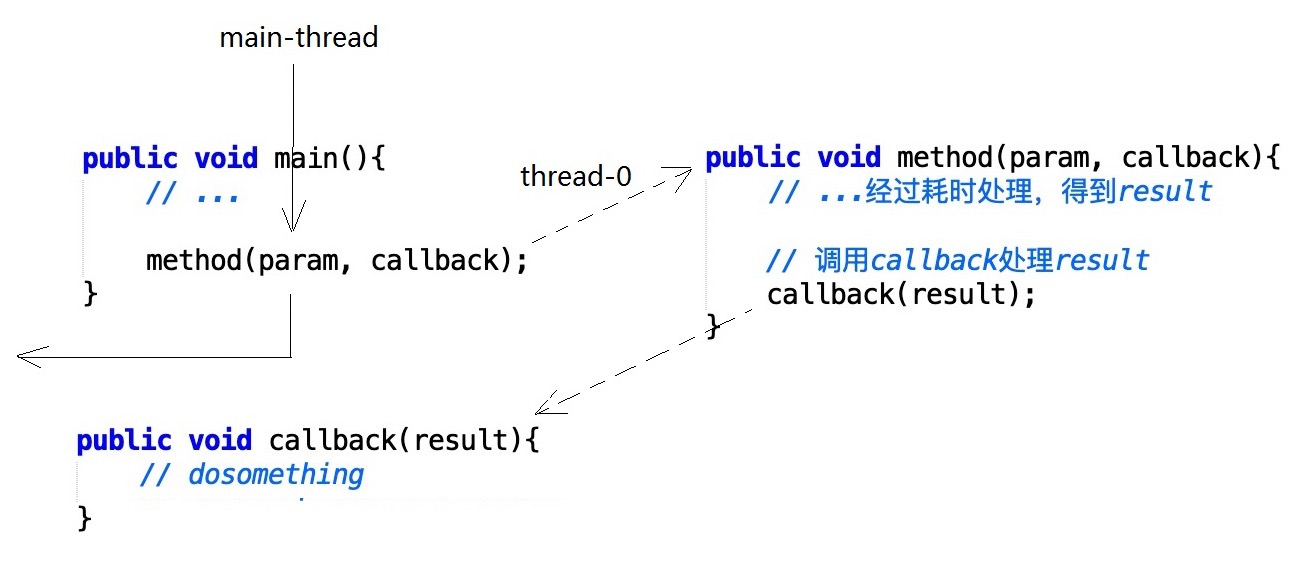 main-thread
public void main(){
// ...
method(param, callback);
}
thread-0
public void method(param, callback){
// ...经过耗时处理，得到result
// 调用callback处理result
callback(result);
}
public void callback(result){
// dosomething
}